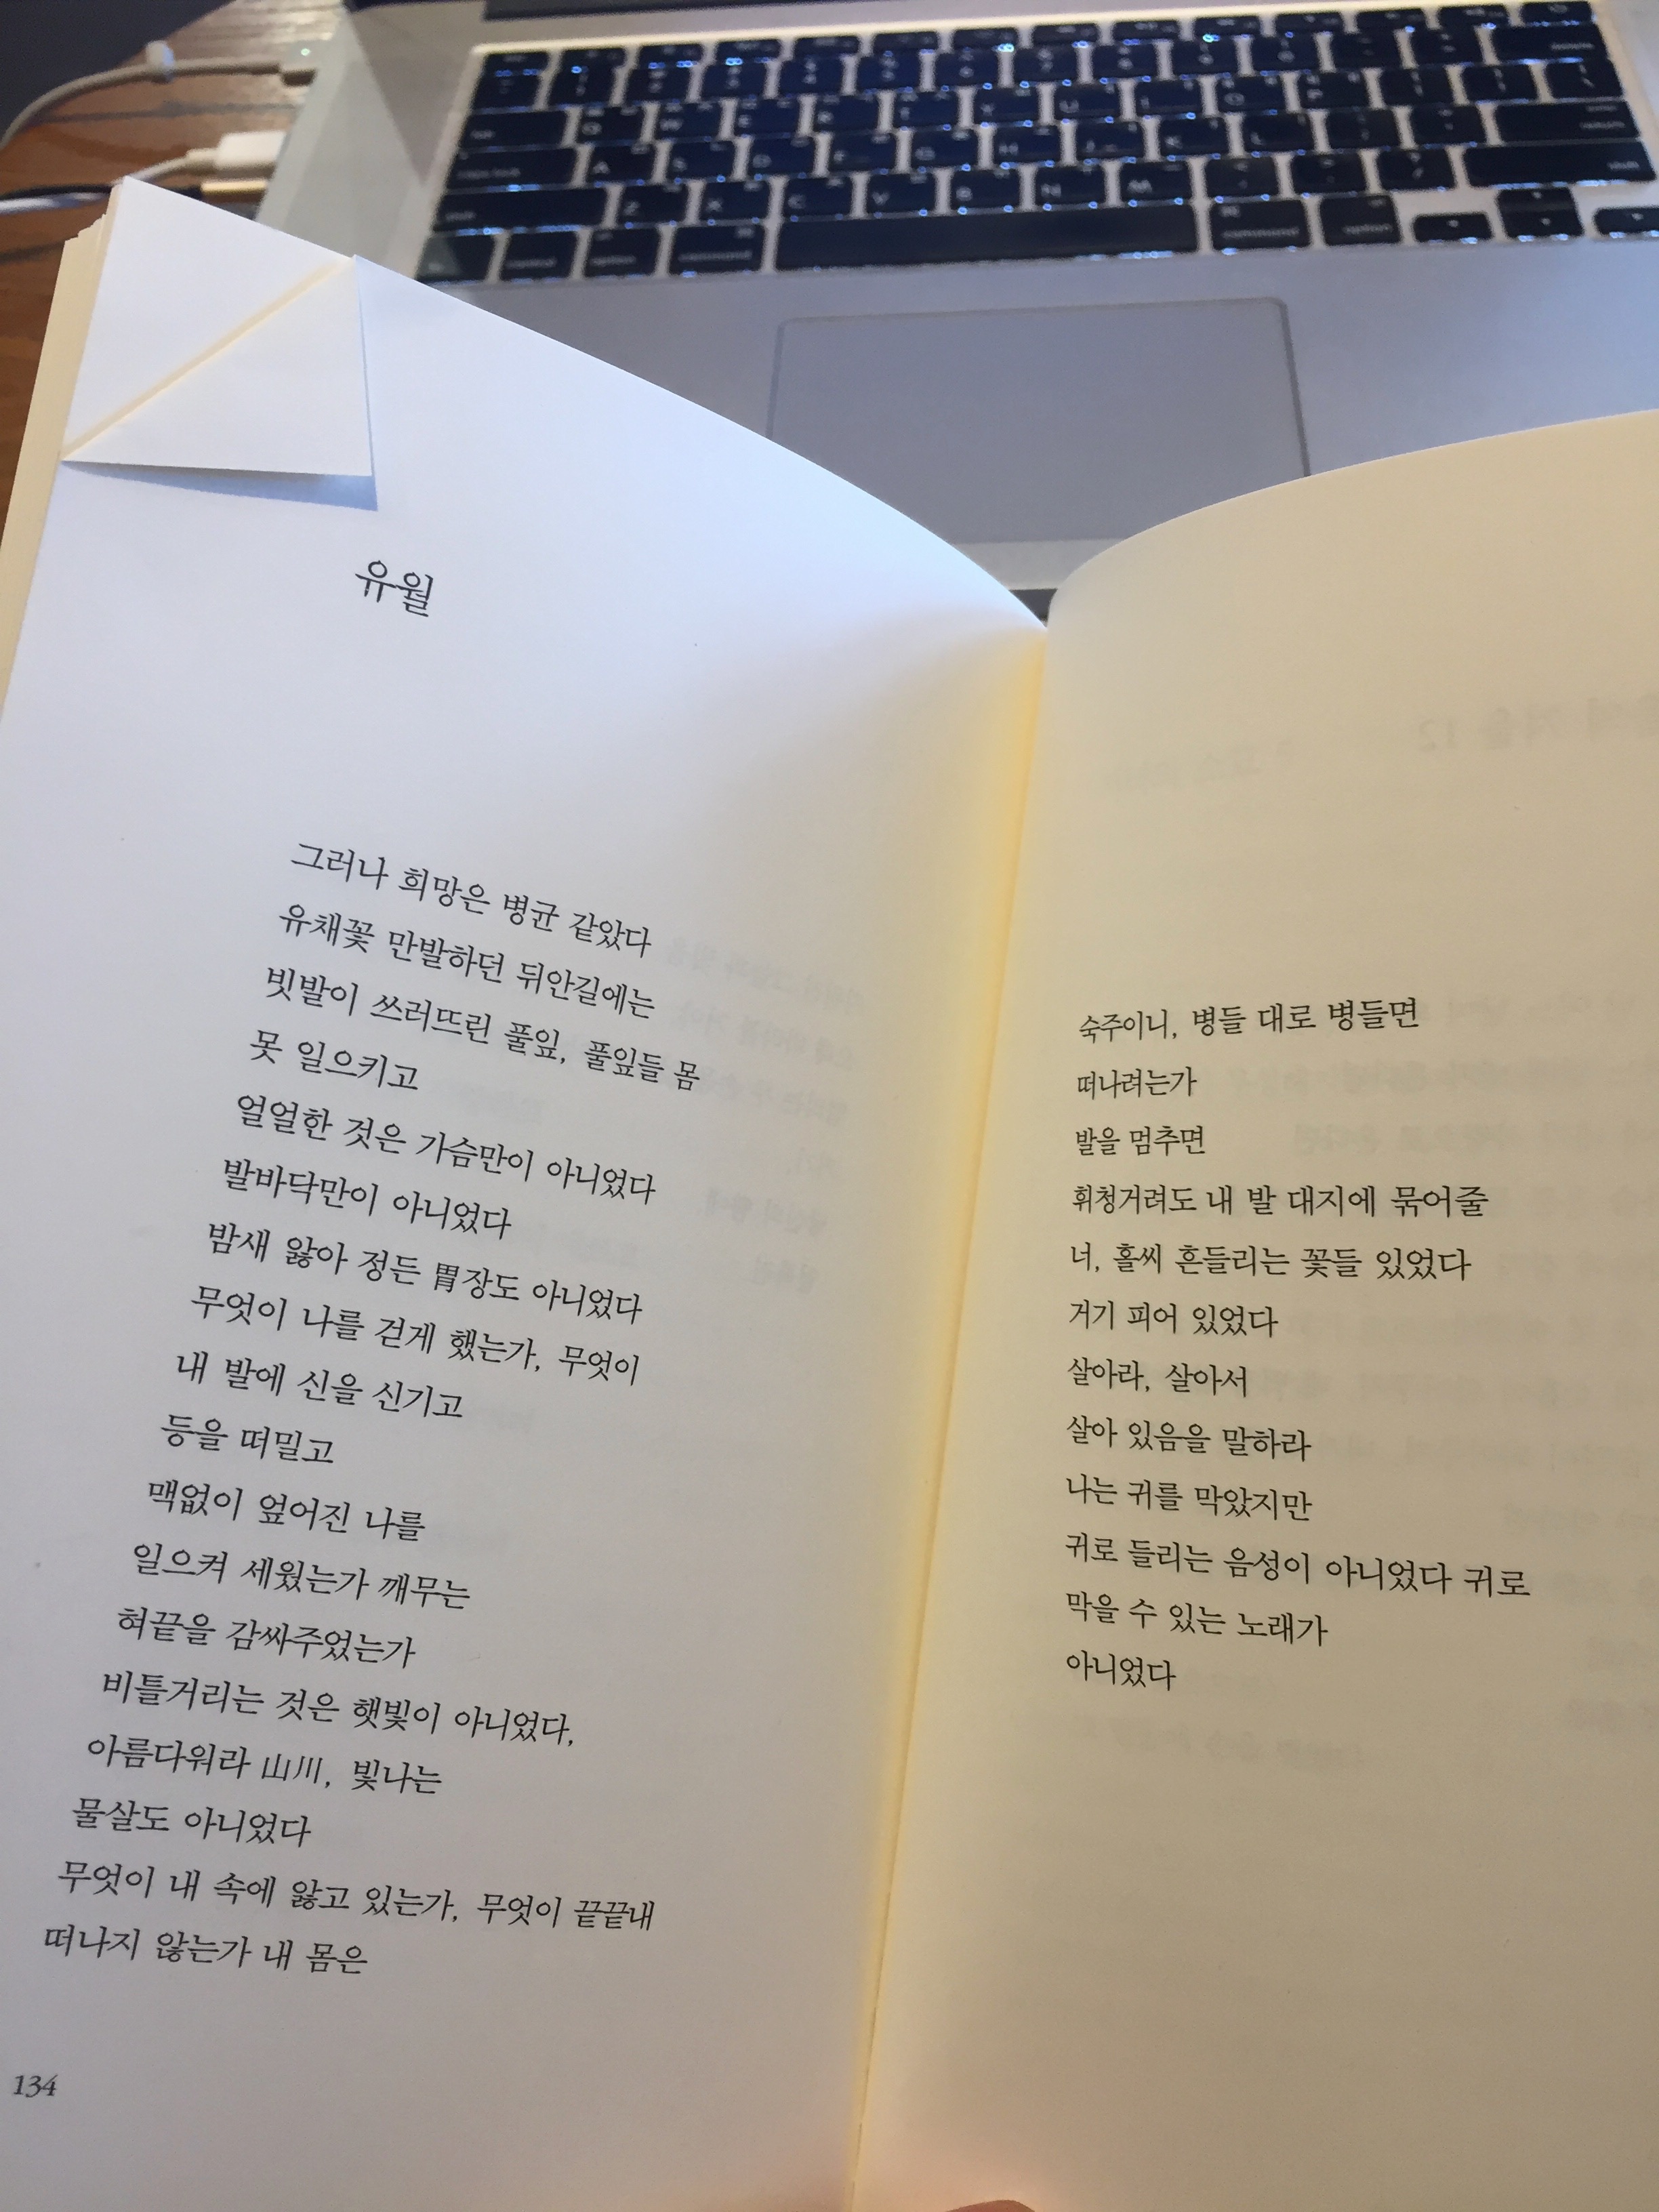 유월
그러나 희망은 병균 같았다
유채꽃 만발하던 뒤안길에는
빗발이 쓰러뜨린 풀잎, 풀잎들 몸
못 일으키고
얼얼한 것은 가슴만이 아니었다
발바닥만이 아니었다
밤새 앓아 정든 胃장도 아니었다
무엇이 나를 걷게 했는가, 무엇이
내 발에 신을 신기고
등을 떠밀고
맥없이 엎어진 나를
일으켜 세웠는가 깨무는
혀끝을 감싸주었는가
비틀거리는 것은 햇빛이 아니었다,
아름다워라 山川, 빛나는
물살도 아니었다
무엇이 내 속에 앓고 있는가, 무엇이 끝끝내
떠나지 않는가 내 몸은
134
숙주이니, 병들 대로 병들면
떠나려는가
발을 멈추면
휘청거려도 내 발 대지에 묶어줄
너, 홀씨 흔들리는 꽃들 있었다
거기 피어 있었다
살아라, 살아서
살아 있음을 말하라
나는 귀를 막았지만
귀로 들리는 음성이 아니었다 귀로
막을 수 있는 노래가
아니었다
command
option
control
option
command